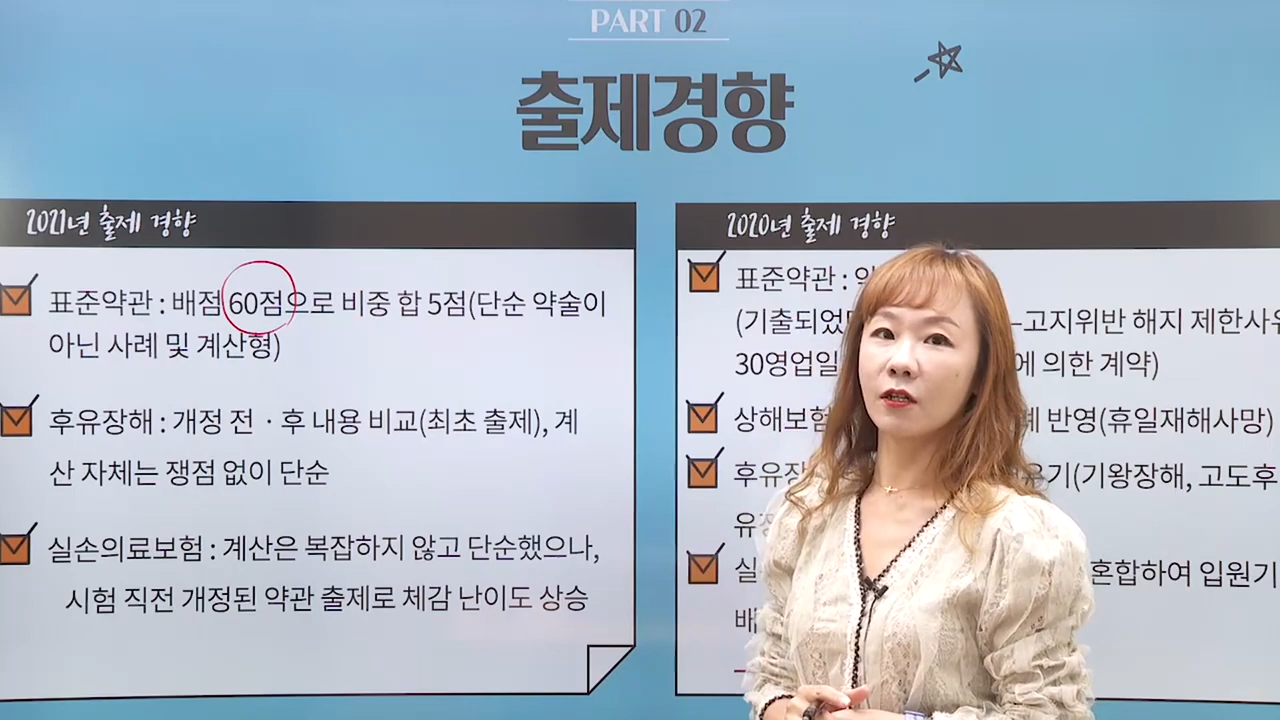 PART 02
출제경향
2021년 출제 경향
표준약관 : 배점 60점으로 비중 합 5점(단순 약술이
아닌 사례 및 계산형)
후유장해 : 개정 전 · 후 내용 비교(최초 출제), 계
산 자체는 쟁점 없이 단순
실손의료보험 : 계산은 복잡하지 않고 단순했으나,
시험 직전 개정된 약관 출제로 체감 난이도 상승
2020년 출제 경향
표준약관 :
(기출되었 고지위반 해지 제한사유
30영업일 에 의한 계약)
상해보험 반영(휴일재해사망)
후유장 (기왕장해, 고도후
유
실 혼합하여 입원기
배